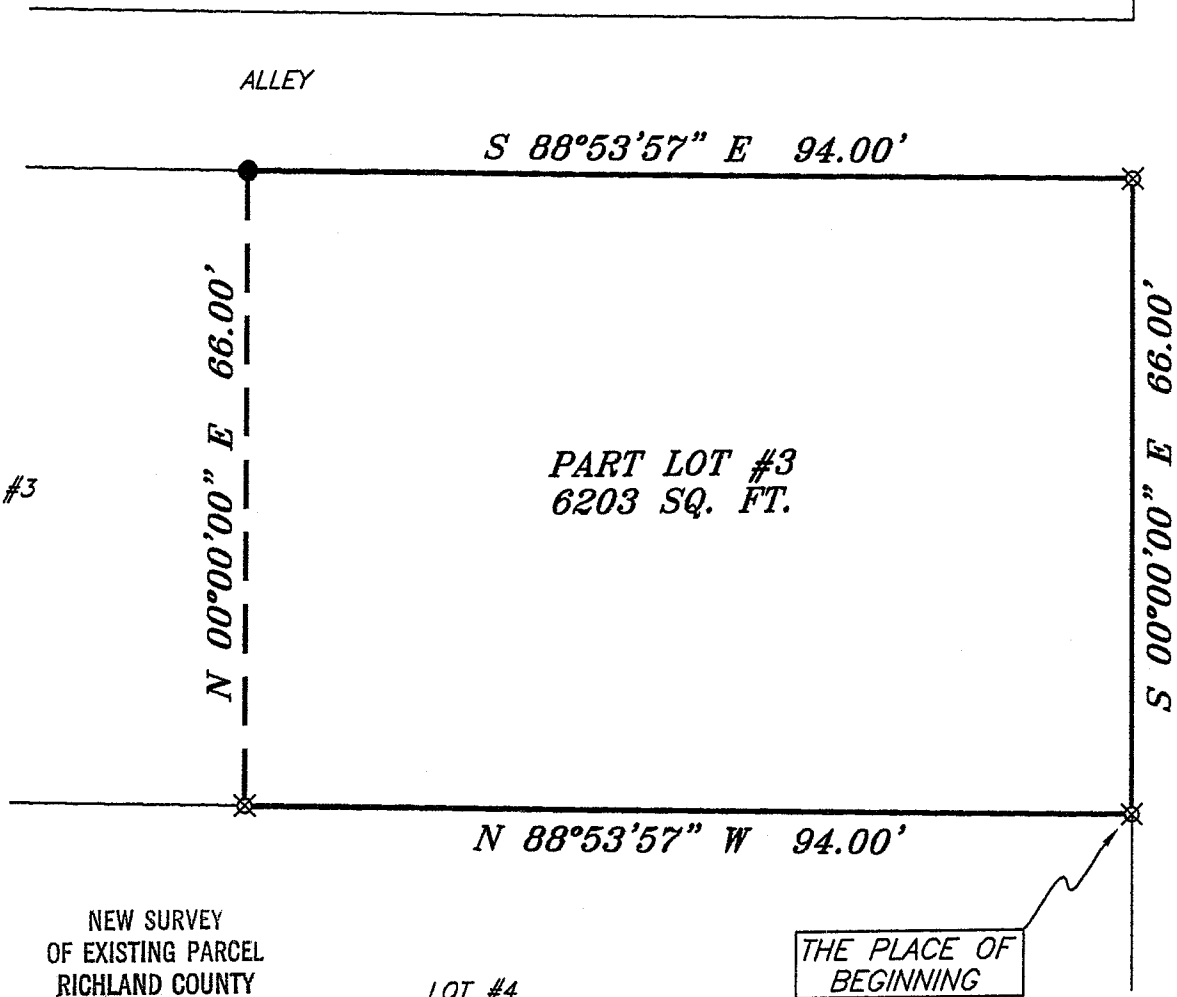 ALLEY
S 88°53'57" E 94.00'
N 00°00'00" E 66.00'
S 00°00'00" E 66.00'
#3
PART LOT #3
6203 SQ. FT.
N 88°53'57" W 94.00'
NEW SURVEY
OF EXISTING PARCEL
RICHLAND COUNTY
LOT #4
THE PLACE OF
BEGINNING